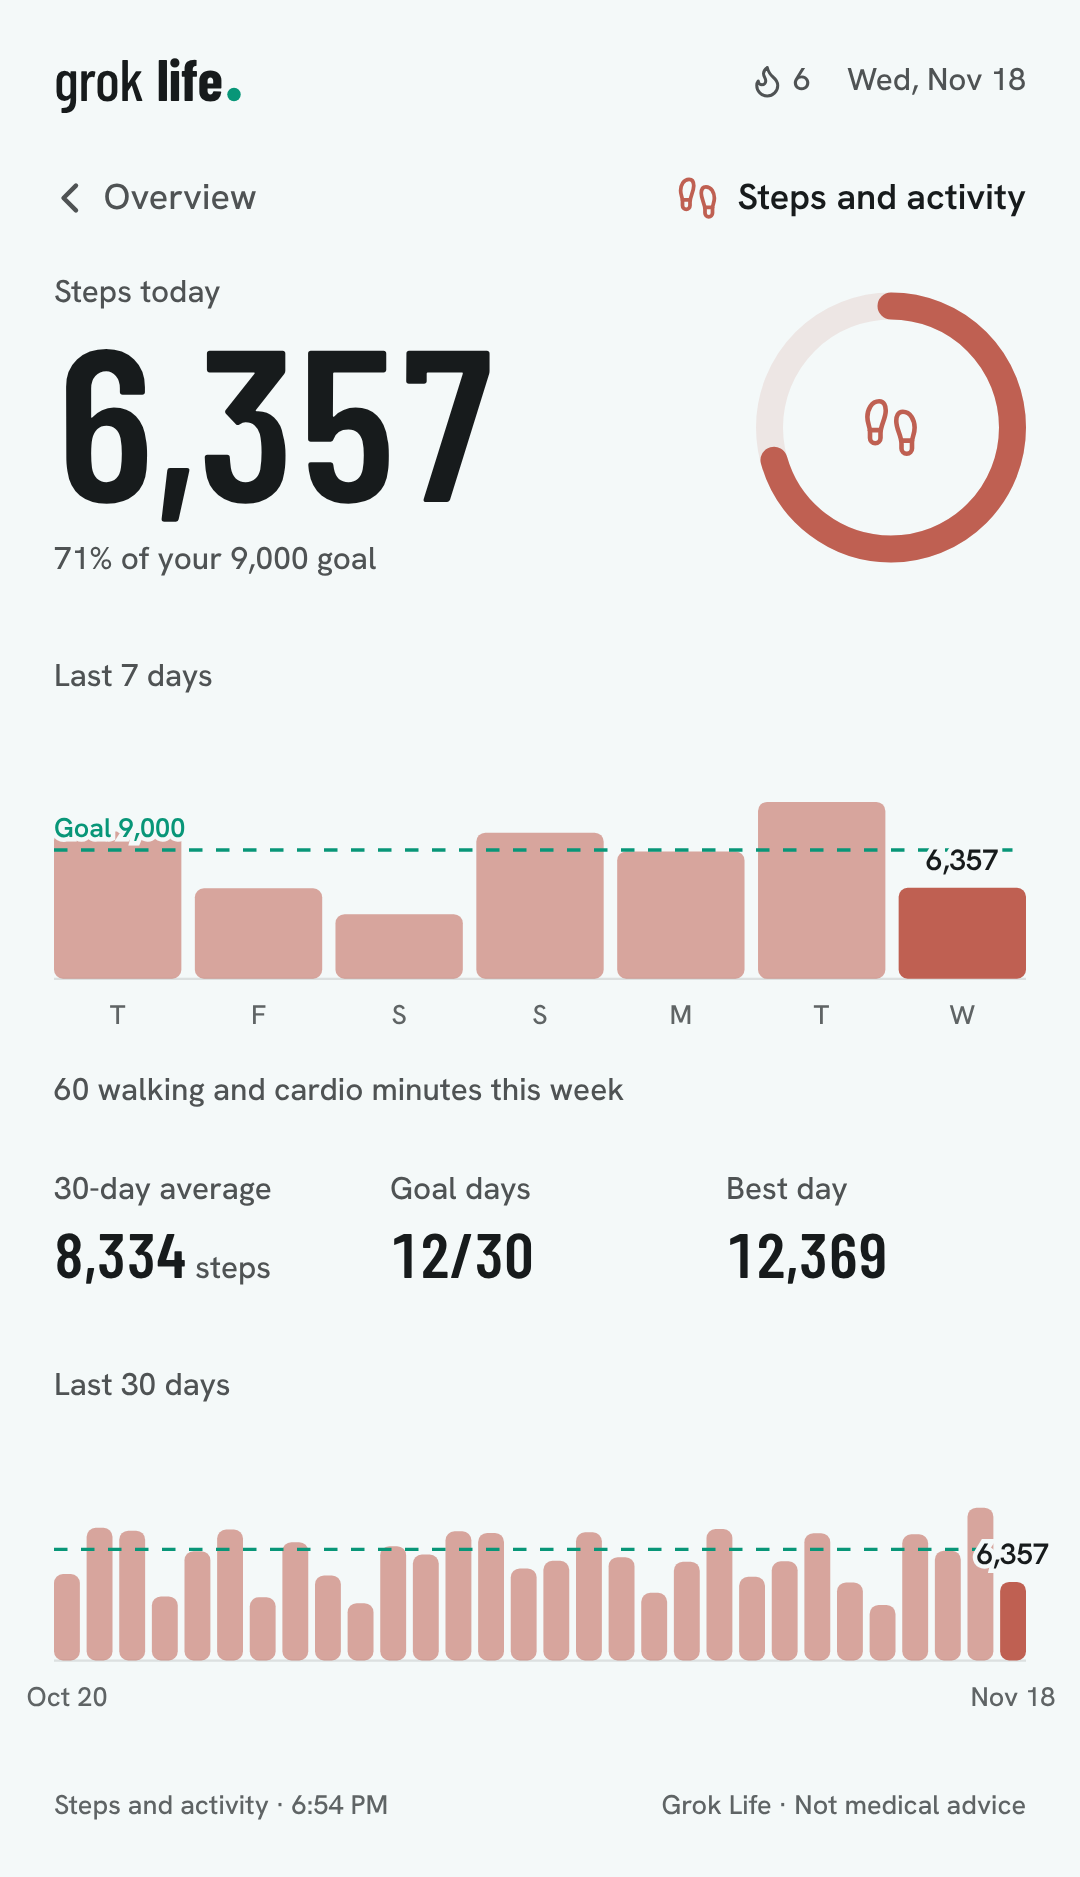 grok life.
6 Wed, Nov 18
Overview
Steps and activity
Steps today
6,357
71% of your 9,000 goal
Last 7 days
Goal 9,000
6,357
T F S S M T W
60 walking and cardio minutes this week
30-day average Goal days Best day
8,334 steps 12/30 12,369
Last 30 days
6,357
Oct 20 Nov 18
Steps and activity · 6:54 PM
Grok Life · Not medical advice